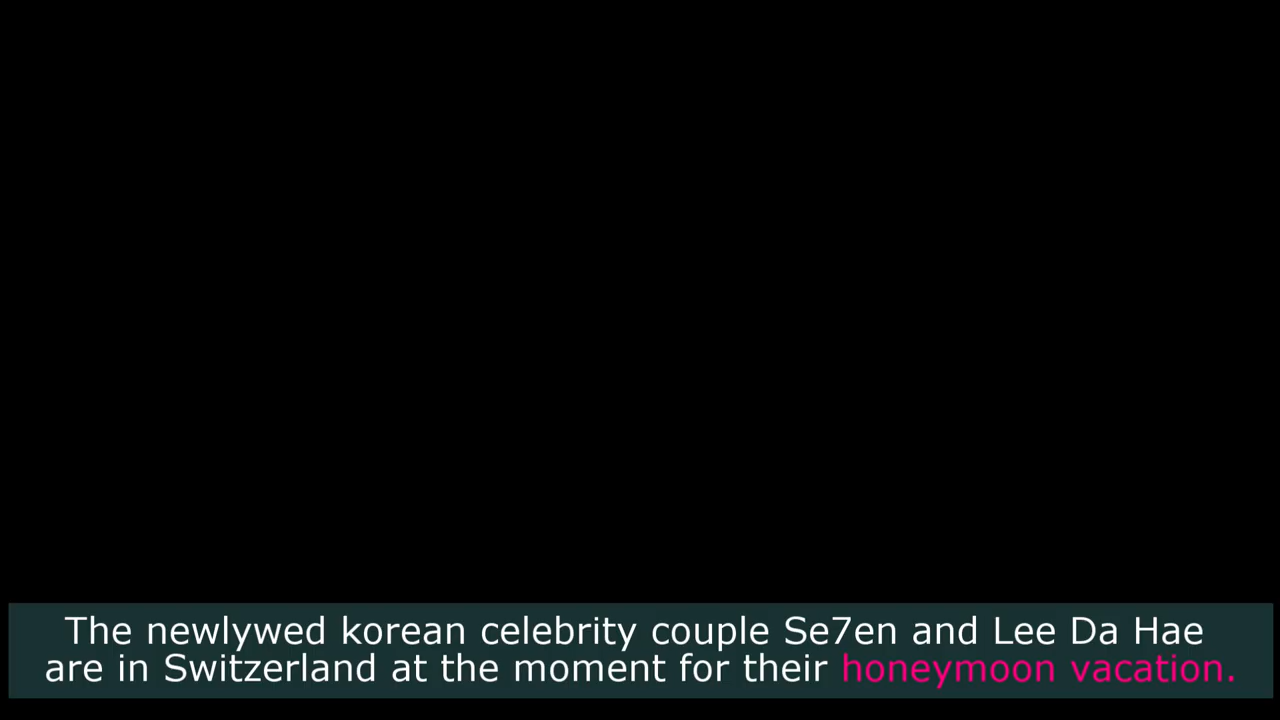 The newlywed korean celebrity couple Se7en and Lee Da Hae
are in Switzerland at the moment for their honeymoon vacation.